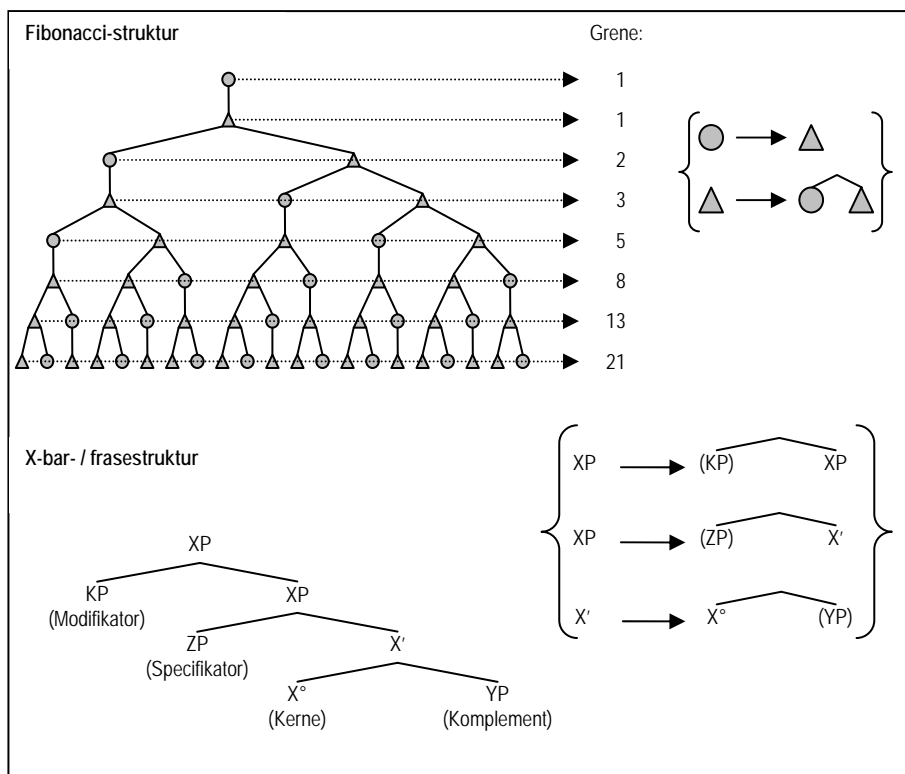 Fibonacci-struktur
Grene:
1
1
2
3
5
8
13
21
X-bar- / frasestruktur
XP (KP) XP
XP (ZP) X′
X′ X° (YP)
XP
KP XP
(Modifikator)
ZP X′
(Specifikator)
X° YP
(Kerne) (Komplement)